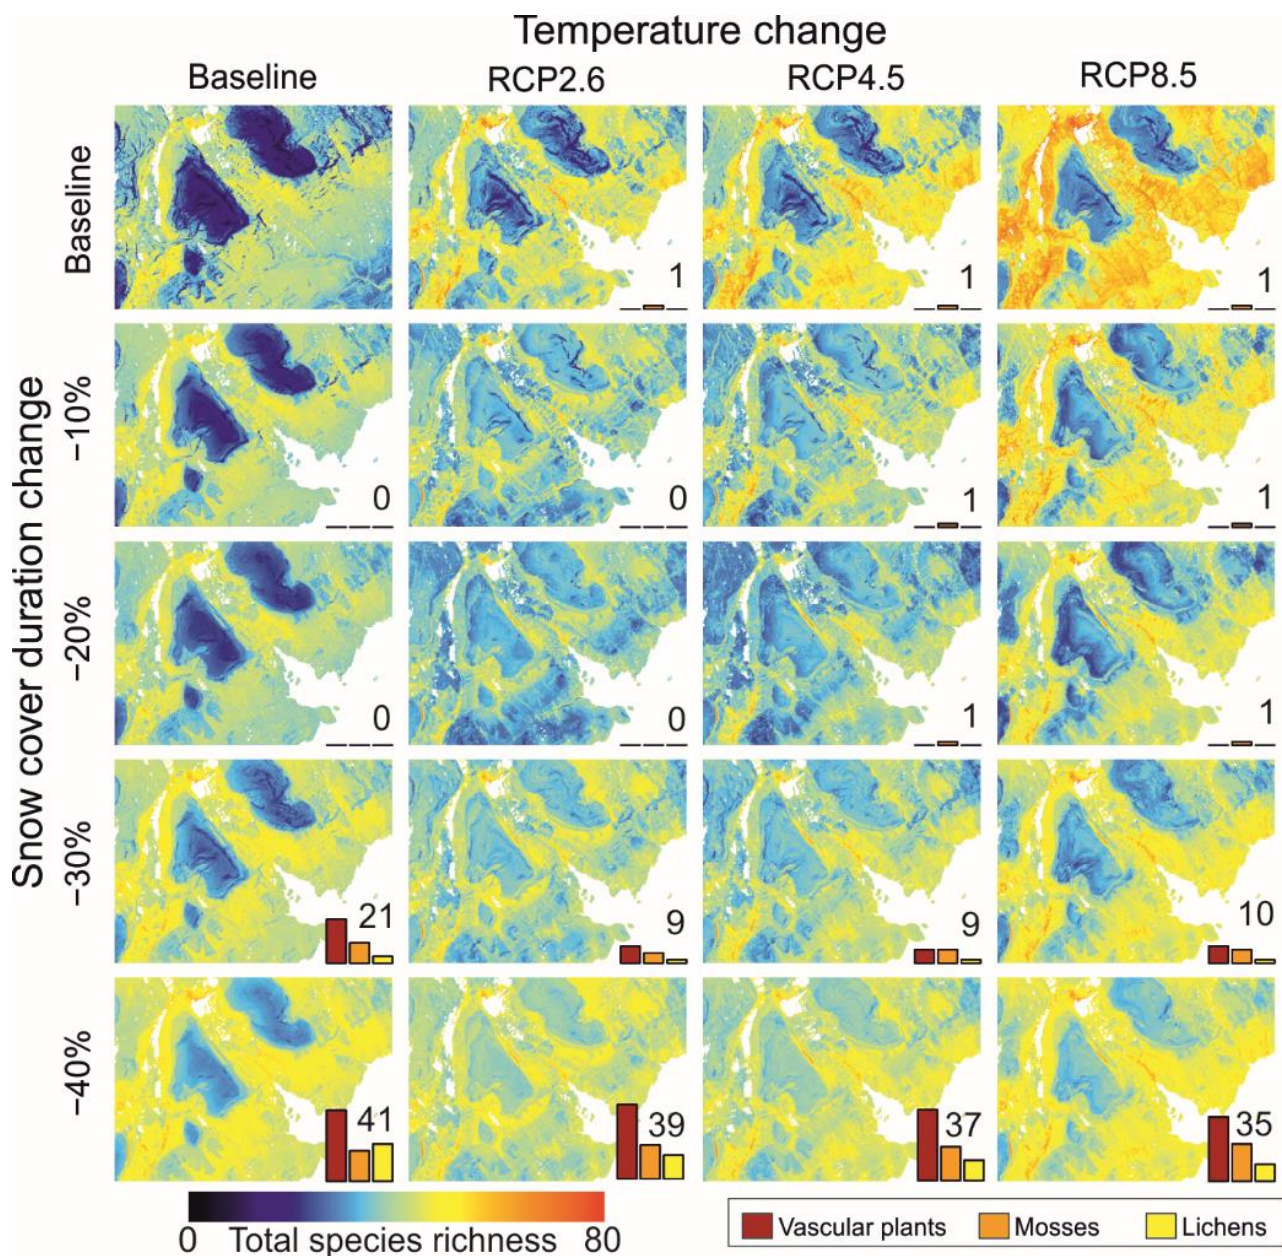 Temperature change
Baseline RCP2.6 RCP4.5 RCP8.5
Snow cover duration change
Baseline
1 1 1
−10%
0 0 1 1
−20%
0 0 1 1
−30%
21 9 9 10
−40%
41 39 37 35
0 Total species richness 80
Vascular plants Mosses Lichens